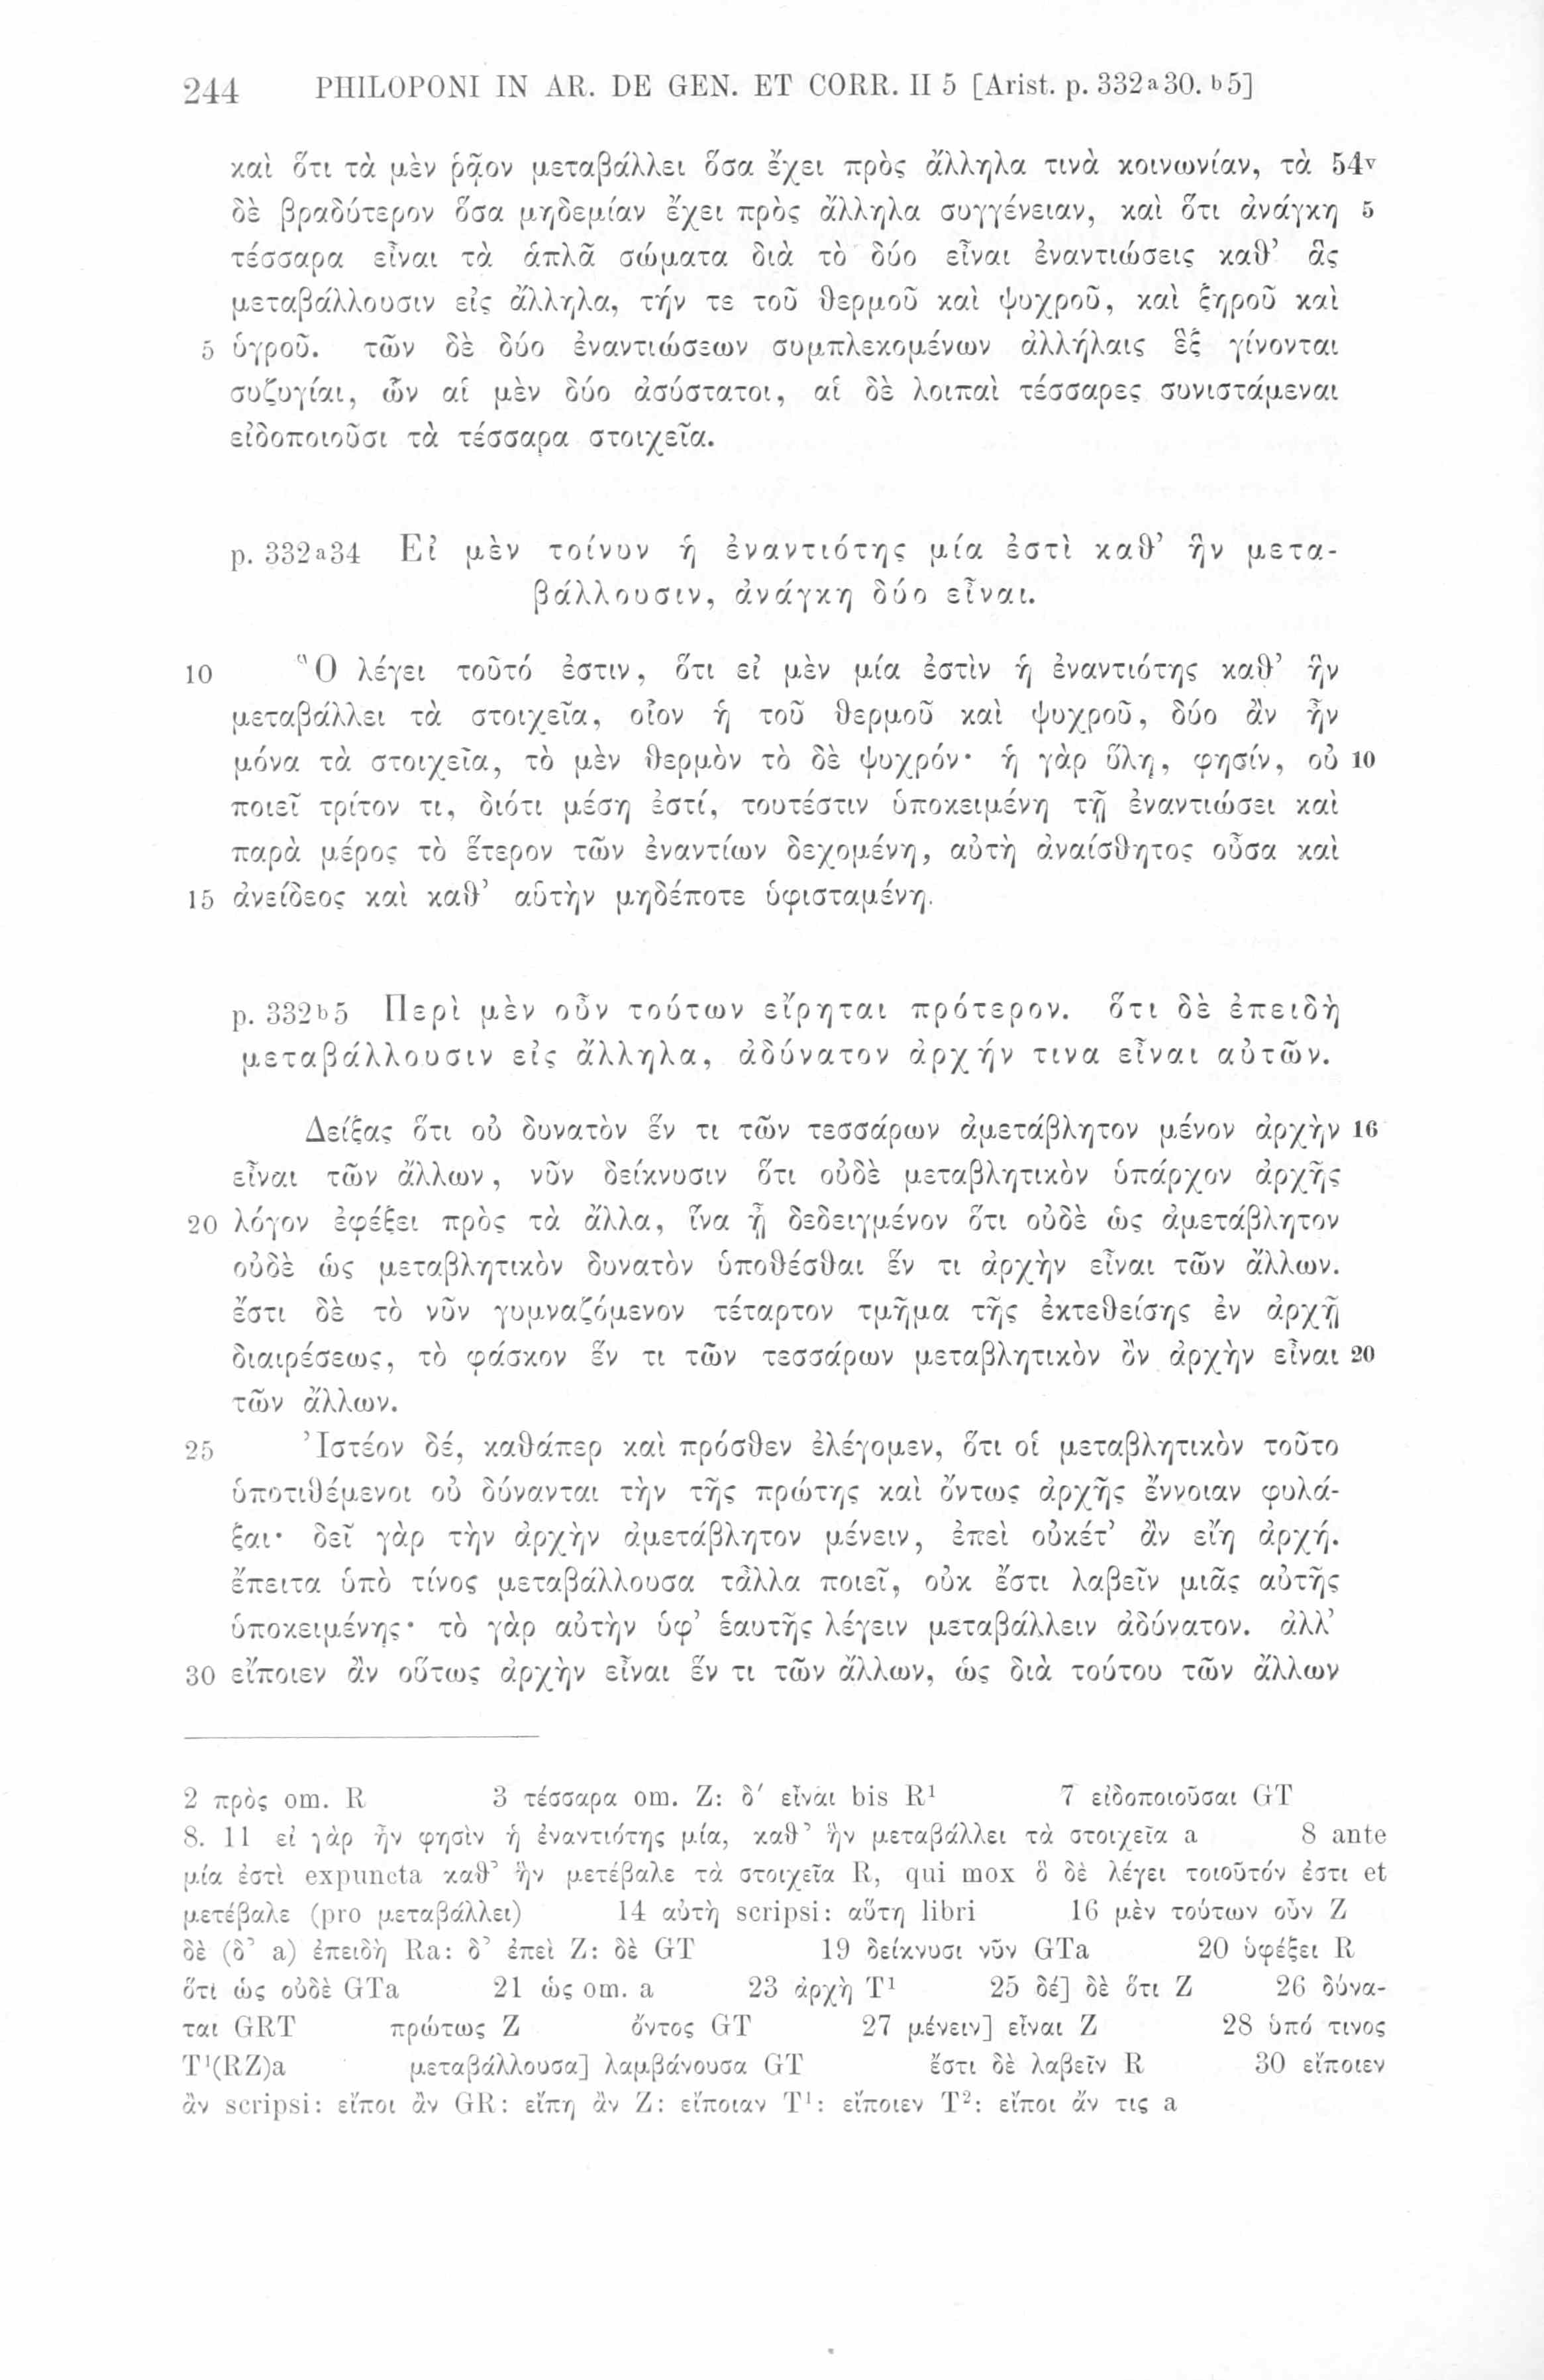 244 PHILOPONI IN AR. DE GEN. ET CORR. II 5 [Arist. p. 332a30. b5]
καὶ ὅτι τὰ μὲν ῥᾷον μεταβάλλει ὅσα ἔχει πρὸς ἄλληλα τινὰ κοινωνίαν, τὰ 54v
δὲ βραδύτερον ὅσα μηδεμίαν ἔχει πρὸς ἄλληλα συγγένειαν, καὶ ὅτι ἀνάγκη 5
τέσσαρα εἶναι τὰ ἁπλᾶ σώματα διὰ τὸ δύο εἶναι ἐναντιώσεις καθ’ ἃς
μεταβάλλουσιν εἰς ἄλληλα, τήν τε τοῦ θερμοῦ καὶ ψυχροῦ, καὶ ξηροῦ καὶ
5 ὑγροῦ. τῶν δὲ δύο ἐναντιώσεων συμπλεκομένων ἀλλήλαις ἓξ γίνονται
συζυγίαι, ὧν αἱ μὲν δύο ἀσύστατοι, αἱ δὲ λοιπαὶ τέσσαρες συνιστάμεναι
εἰδοποιοῦσι τὰ τέσσαρα στοιχεῖα.
p. 332a34 Εἰ μὲν τοίνυν ἡ ἐναντιότης μία ἐστὶ καθ’ ἣν μετα-
βάλλουσιν, ἀνάγκη δύο εἶναι.
10 Ὃ λέγει τοῦτό ἐστιν, ὅτι εἰ μὲν μία ἐστὶν ἡ ἐναντιότης καθ’ ἣν
μεταβάλλει τὰ στοιχεῖα, οἷον ἡ τοῦ θερμοῦ καὶ ψυχροῦ, δύο ἂν ἦν
μόνα τὰ στοιχεῖα, τὸ μὲν θερμὸν τὸ δὲ ψυχρόν· ἡ γὰρ ὕλη, φησίν, οὐ 10
ποιεῖ τρίτον τι, διότι μέση ἐστί, τουτέστιν ὑποκειμένη τῇ ἐναντιώσει καὶ
παρὰ μέρος τὸ ἕτερον τῶν ἐναντίων δεχομένη, αὐτὴ ἀναίσθητος οὖσα καὶ
15 ἀνείδεος καὶ καθ’ αὑτὴν μηδέποτε ὑφισταμένη.
p. 332b5 Περὶ μὲν οὖν τούτων εἴρηται πρότερον. ὅτι δὲ ἐπειδὴ
μεταβάλλουσιν εἰς ἄλληλα, ἀδύνατον ἀρχήν τινα εἶναι αὐτῶν.
Δείξας ὅτι οὐ δυνατὸν ἕν τι τῶν τεσσάρων ἀμετάβλητον μένον ἀρχὴν 16
εἶναι τῶν ἄλλων, νῦν δείκνυσιν ὅτι οὐδὲ μεταβλητικὸν ὑπάρχον ἀρχῆς
20 λόγον ἐφέξει πρὸς τὰ ἄλλα, ἵνα ᾖ δεδειγμένον ὅτι οὐδὲ ὡς ἀμετάβλητον
οὐδὲ ὡς μεταβλητικὸν δυνατὸν ὑποθέσθαι ἕν τι ἀρχὴν εἶναι τῶν ἄλλων.
ἔστι δὲ τὸ νῦν γυμναζόμενον τέταρτον τμῆμα τῆς ἐκτεθείσης ἐν ἀρχῇ
διαιρέσεως, τὸ φάσκον ἕν τι τῶν τεσσάρων μεταβλητικὸν ὂν ἀρχὴν εἶναι 20
τῶν ἄλλων.
25 Ἰστέον δέ, καθάπερ καὶ πρόσθεν ἐλέγομεν, ὅτι οἱ μεταβλητικὸν τοῦτο
ὑποτιθέμενοι οὐ δύνανται τὴν τῆς πρώτης καὶ ὄντως ἀρχῆς ἔννοιαν φυλά-
ξαι· δεῖ γὰρ τὴν ἀρχὴν ἀμετάβλητον μένειν, ἐπεὶ οὐκέτ’ ἂν εἴη ἀρχή.
ἔπειτα ὑπὸ τίνος μεταβάλλουσα τἆλλα ποιεῖ, οὐκ ἔστι λαβεῖν μιᾶς αὐτῆς
ὑποκειμένης· τὸ γὰρ αὐτὴν ὑφ’ ἑαυτῆς λέγειν μεταβάλλειν ἀδύνατον. ἀλλ’
30 εἴποιεν ἂν οὕτως ἀρχὴν εἶναι ἕν τι τῶν ἄλλων, ὡς διὰ τούτου τῶν ἄλλων
2 πρὸς om. R 3 τέσσαρα om. Z: δ' εἶναι bis R¹ 7 εἰδοποιοῦσαι GT
8. 11 εἰ γὰρ ἦν φησὶν ἡ ἐναντιότης μία, καθ’ ἣν μεταβάλλει τὰ στοιχεῖα a 8 ante
μία ἐστὶ expuncta καθ’ ἣν μετέβαλε τὰ στοιχεῖα R, qui mox ὃ δὲ λέγει τοιοῦτόν ἐστι et
μετέβαλε (pro μεταβάλλει) 14 αὐτὴ scripsi: αὕτη libri 16 μὲν τούτων οὖν Z
δὲ (δ’ a) ἐπειδὴ Ra: δ’ ἐπεὶ Z: δὲ GT 19 δείκνυσι νῦν GTa 20 ὑφέξει R
ὅτι ὡς οὐδὲ GTa 21 ὡς om. a 23 ἀρχὴ T¹ 25 δέ] δὲ ὅτι Z 26 δύνα-
ται GRT πρώτως Z ὄντος GT 27 μένειν] εἶναι Z 28 ὑπό τινος
T¹(RZ)a μεταβάλλουσα] λαμβάνουσα GT ἔστι δὲ λαβεῖν R 30 εἴποιεν
ἂν scripsi: εἴποι ἂν GR: εἴπῃ ἂν Z: εἴποιαν T¹: εἴποιεν T²: εἴποι ἄν τις a